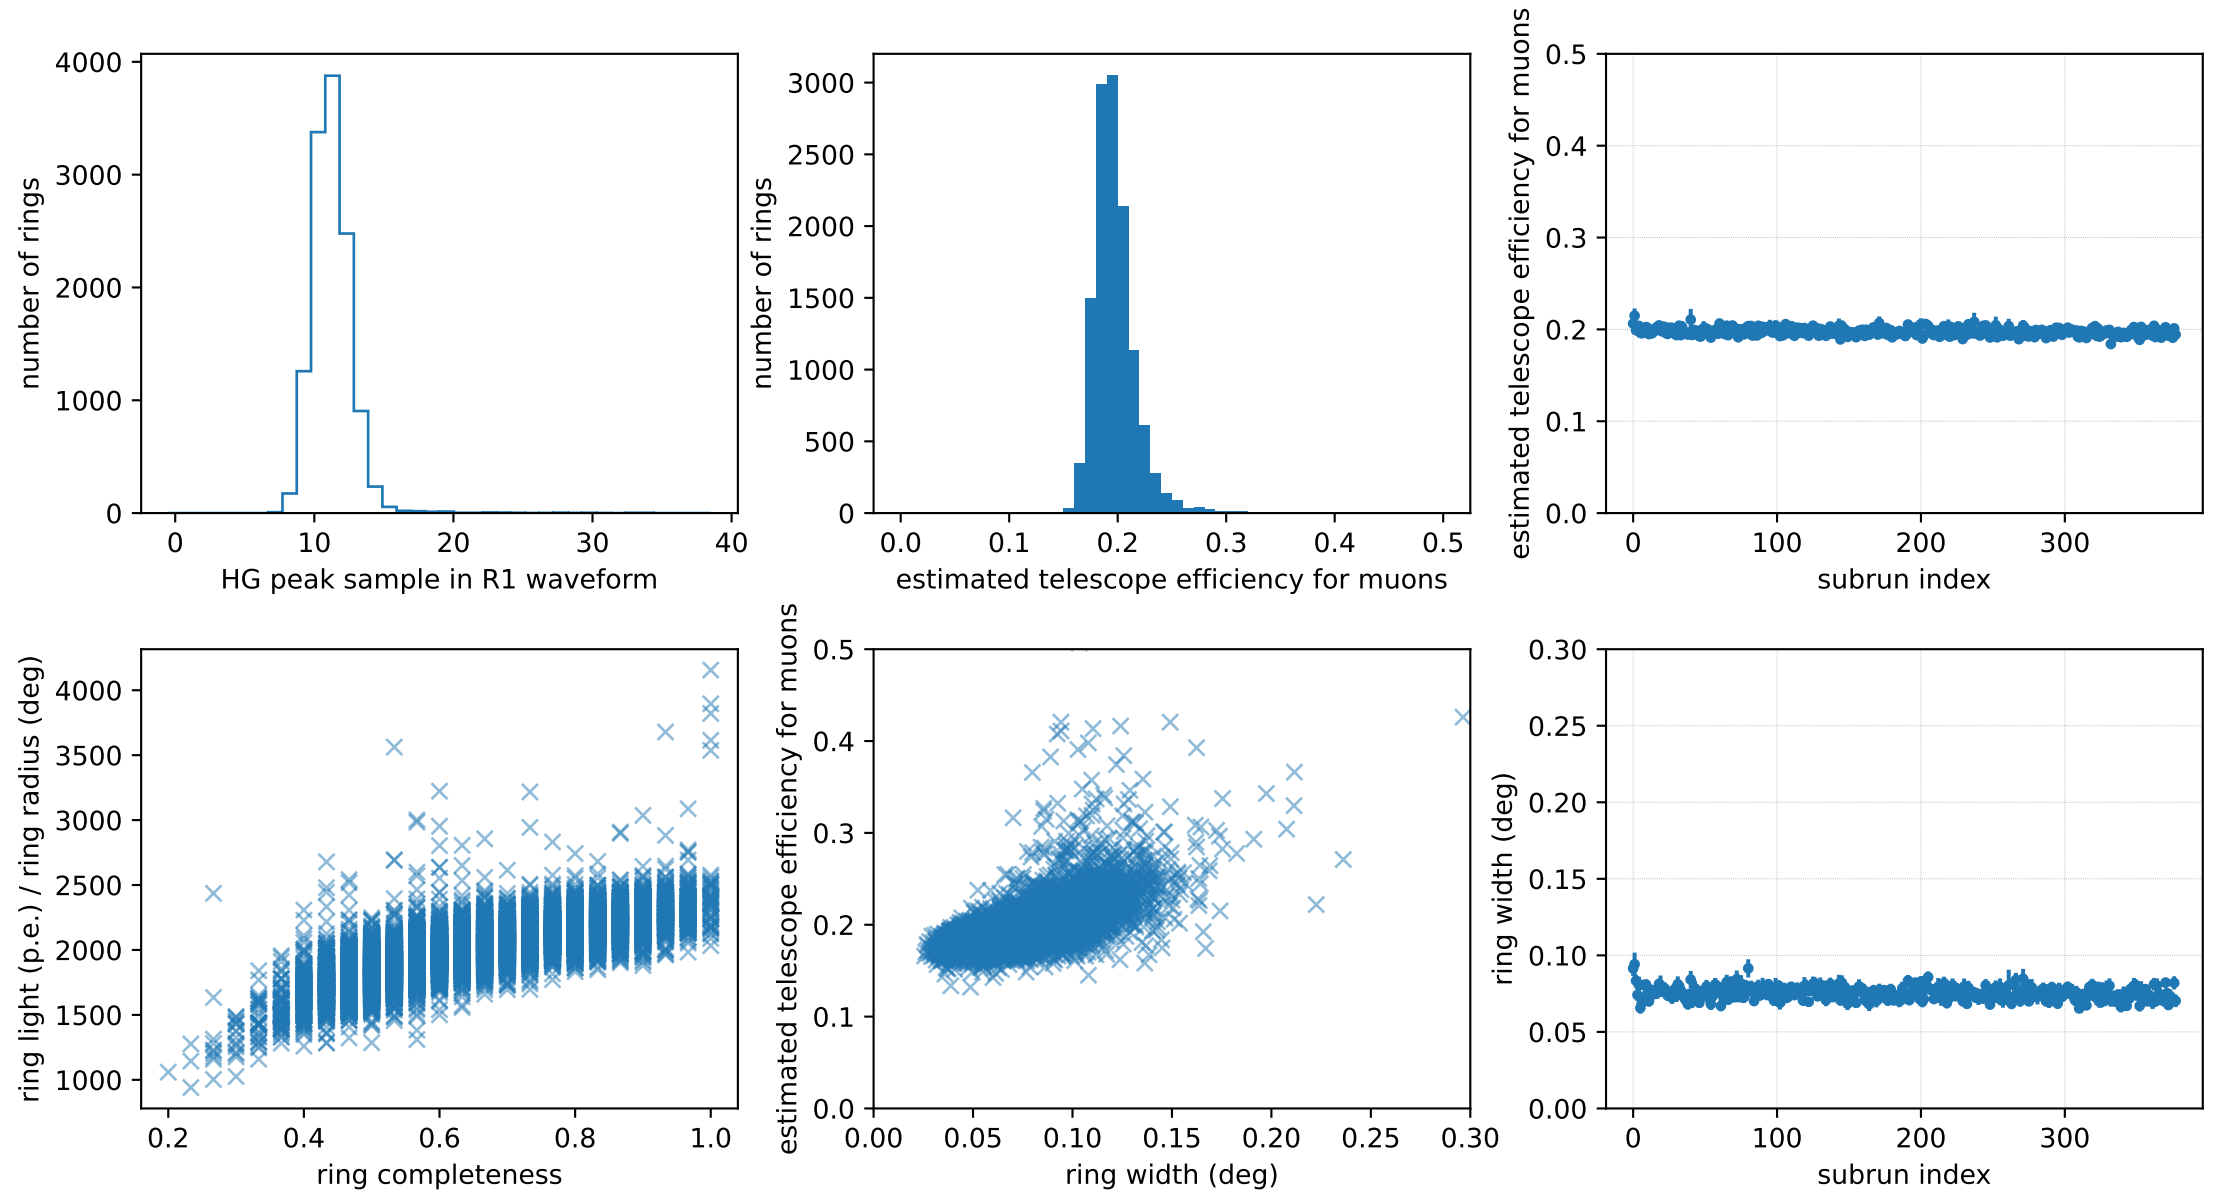 4000
3000
2000
1000
0
number of rings
0 10 20 30 40
HG peak sample in R1 waveform
3000
2500
2000
1500
1000
500
0
number of rings
0.0 0.1 0.2 0.3 0.4 0.5
estimated telescope efficiency for muons
0.5
0.4
0.3
0.2
0.1
0.0
estimated telescope efficiency for muons
0 100 200 300
subrun index
4000
3500
3000
2500
2000
1500
1000
ring light (p.e.) / ring radius (deg)
0.2 0.4 0.6 0.8 1.0
ring completeness
0.5
0.4
0.3
0.2
0.1
0.0
estimated telescope efficiency for muons
0.00 0.05 0.10 0.15 0.20 0.25 0.30
ring width (deg)
0.30
0.25
0.20
0.15
0.10
0.05
0.00
ring width (deg)
0 100 200 300
subrun index